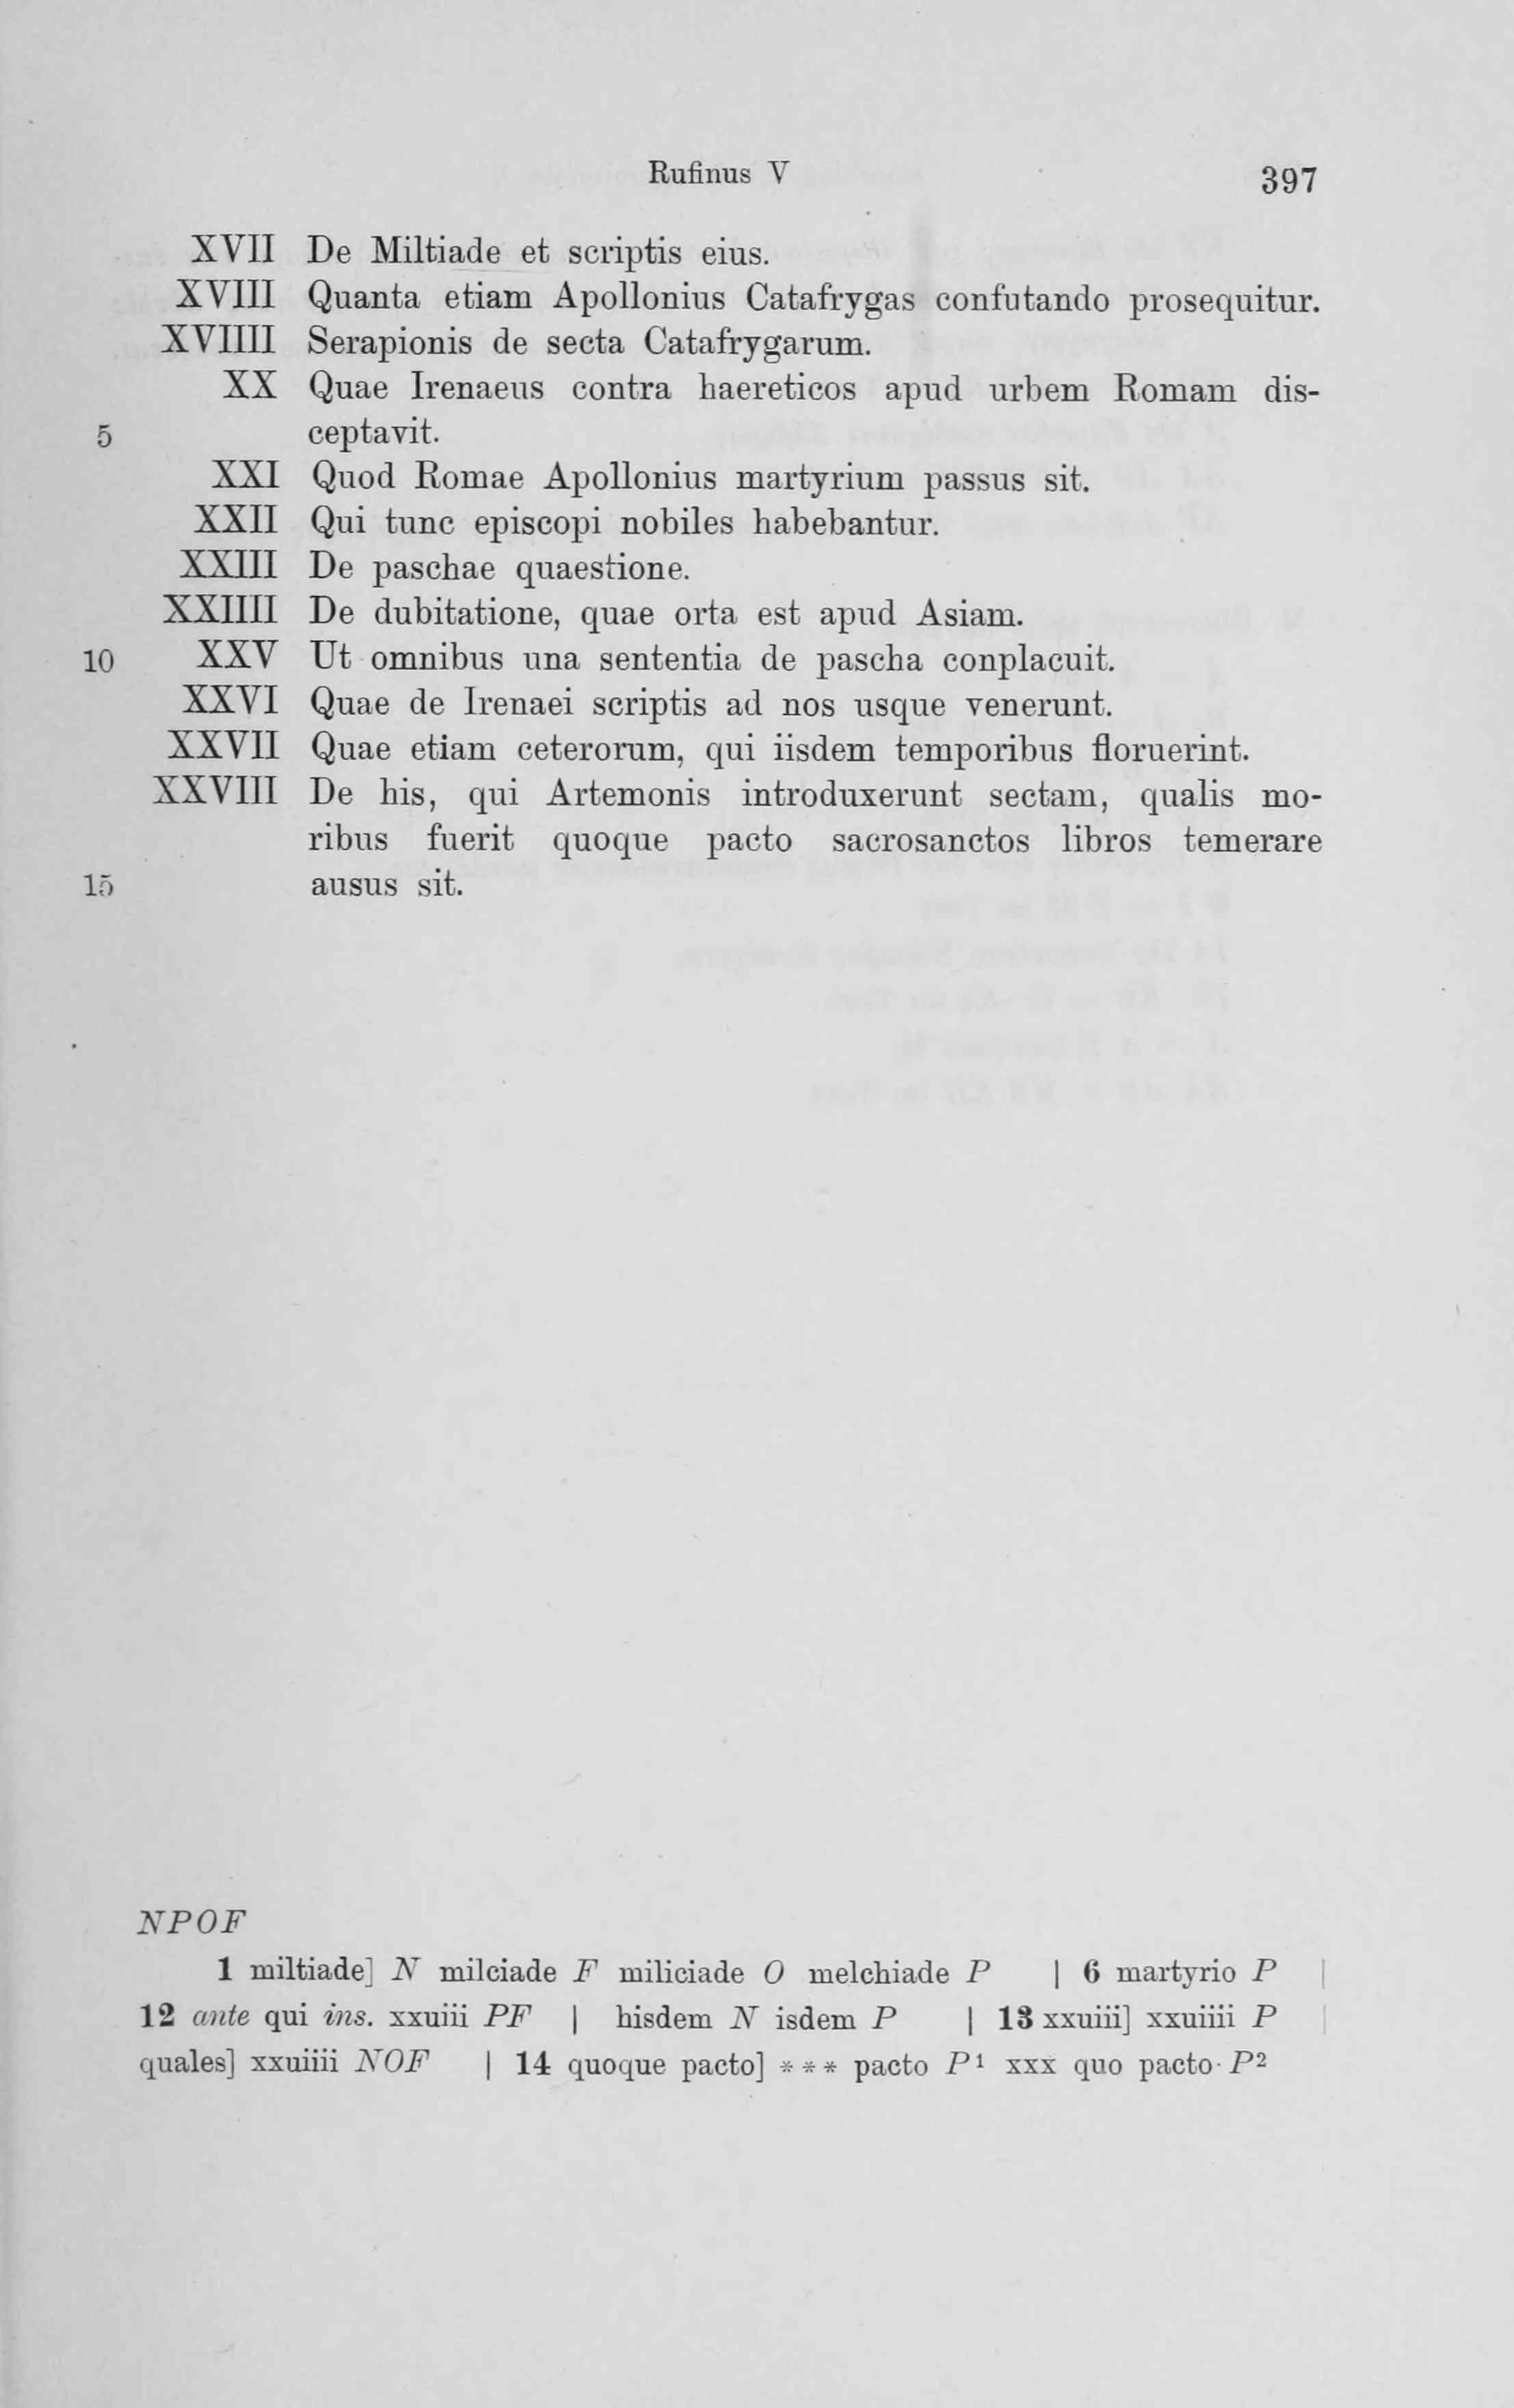 Rufinus V 397
XVII De Miltiade et scriptis eius.
XVIII Quanta etiam Apollonius Catafrygas confutando prosequitur.
XVIIII Serapionis de secta Catafrygarum.
XX Quae Irenaeus contra haereticos apud urbem Romam dis-
5 ceptavit.
XXI Quod Romae Apollonius martyrium passus sit.
XXII Qui tunc episcopi nobiles habebantur.
XXIII De paschae quaestione.
XXIIII De dubitatione, quae orta est apud Asiam.
10 XXV Ut omnibus una sententia de pascha conplacuit.
XXVI Quae de Irenaei scriptis ad nos usque venerunt.
XXVII Quae etiam ceterorum, qui iisdem temporibus floruerint.
XXVIII De his, qui Artemonis introduxerunt sectam, qualis mo-
ribus fuerit quoque pacto sacrosanctos libros temerare
15 ausus sit.
NPOF
1 miltiade] N milciade F miliciade O melchiade P | 6 martyrio P |
12 ante qui ins. xxuiii PF | hisdem N isdem P | 13 xxuiii] xxuiiii P |
quales] xxuiiii NOF | 14 quoque pacto] *** pacto P¹ xxx quo pacto P²